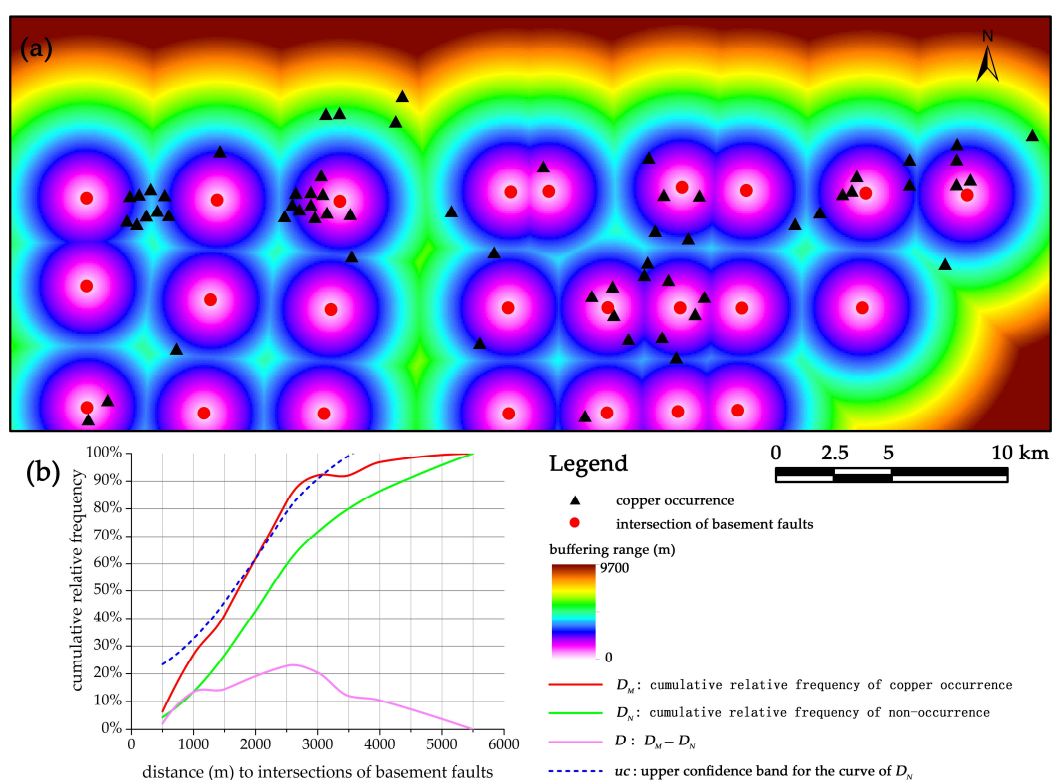 (a)
N
(b)
100%
90%
80%
70%
60%
50%
40%
30%
20%
10%
0%
cumulative relative frequency
0 1000 2000 3000 4000 5000 6000
distance (m) to intersections of basement faults
Legend
0 2.5 5 10 km
copper occurrence
intersection of basement faults
buffering range (m)
9700
0
D_M : cumulative relative frequency of copper occurrence
D_N : cumulative relative frequency of non-occurrence
D : D_M − D_N
uc : upper confidence band for the curve of D_N